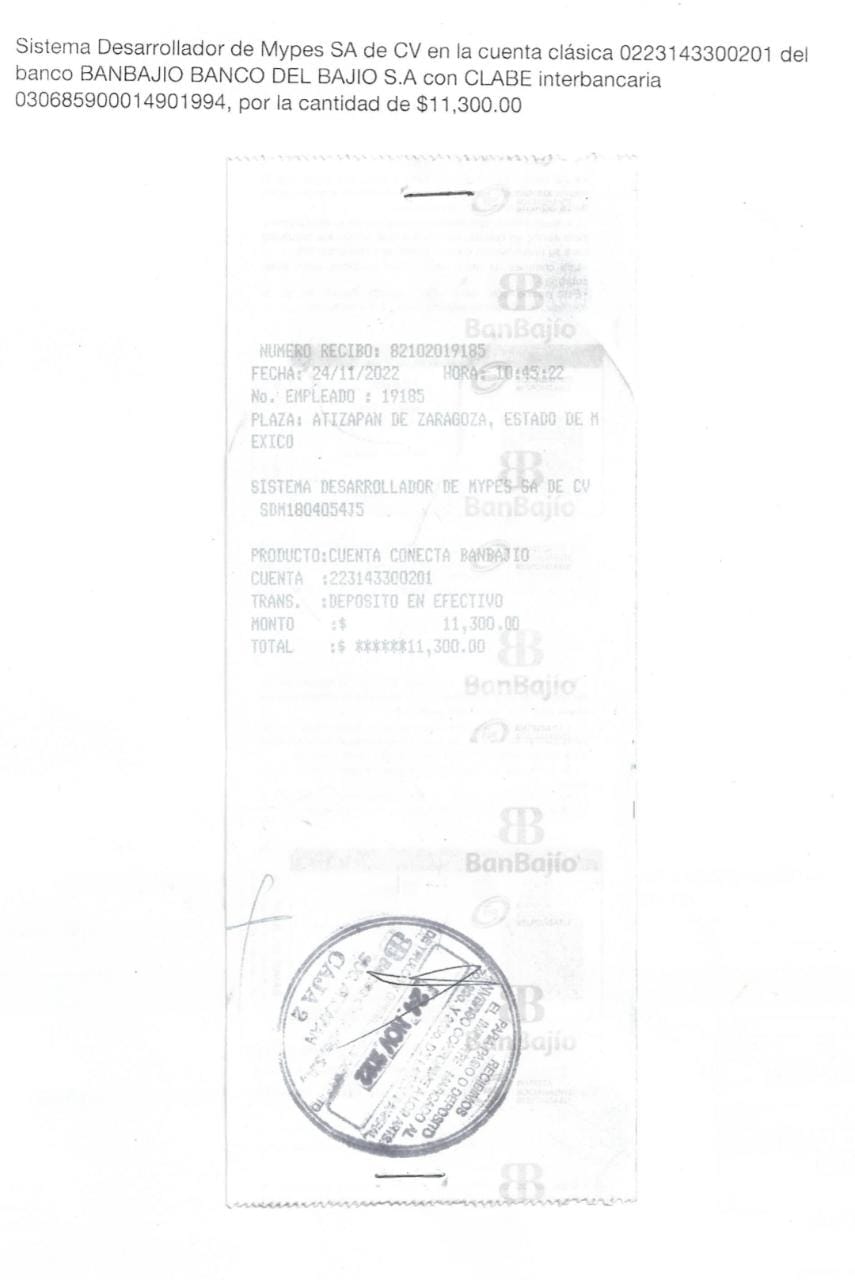 Sistema Desarrollador de Mypes SA de CV en la cuenta clásica 0223143300201 del
banco BANBAJIO BANCO DEL BAJIO S.A con CLABE interbancaria
030685900014901994, por la cantidad de $11,300.00
BanBajío
NUMERO RECIBO: 82102019185
FECHA: 24/11/2022 HORA: 10:45:22
No. EMPLEADO : 19185
PLAZA: ATIZAPAN DE ZARAGOZA, ESTADO DE M
EXICO
SISTEMA DESARROLLADOR DE MYPES SA DE CV
BanBajío
SDM1804054J5
PRODUCTO:CUENTA CONECTA BANBAJIO
CUENTA :223143300201
TRANS. :DEPOSITO EN EFECTIVO
MONTO :$ 11,300.00
TOTAL :$ ******11,300.00
BanBajío
BanBajío
CAJA 2
24 NOV 2022
BanBajío
RECIBIMOS
PARA PAGO O DEPOSITO